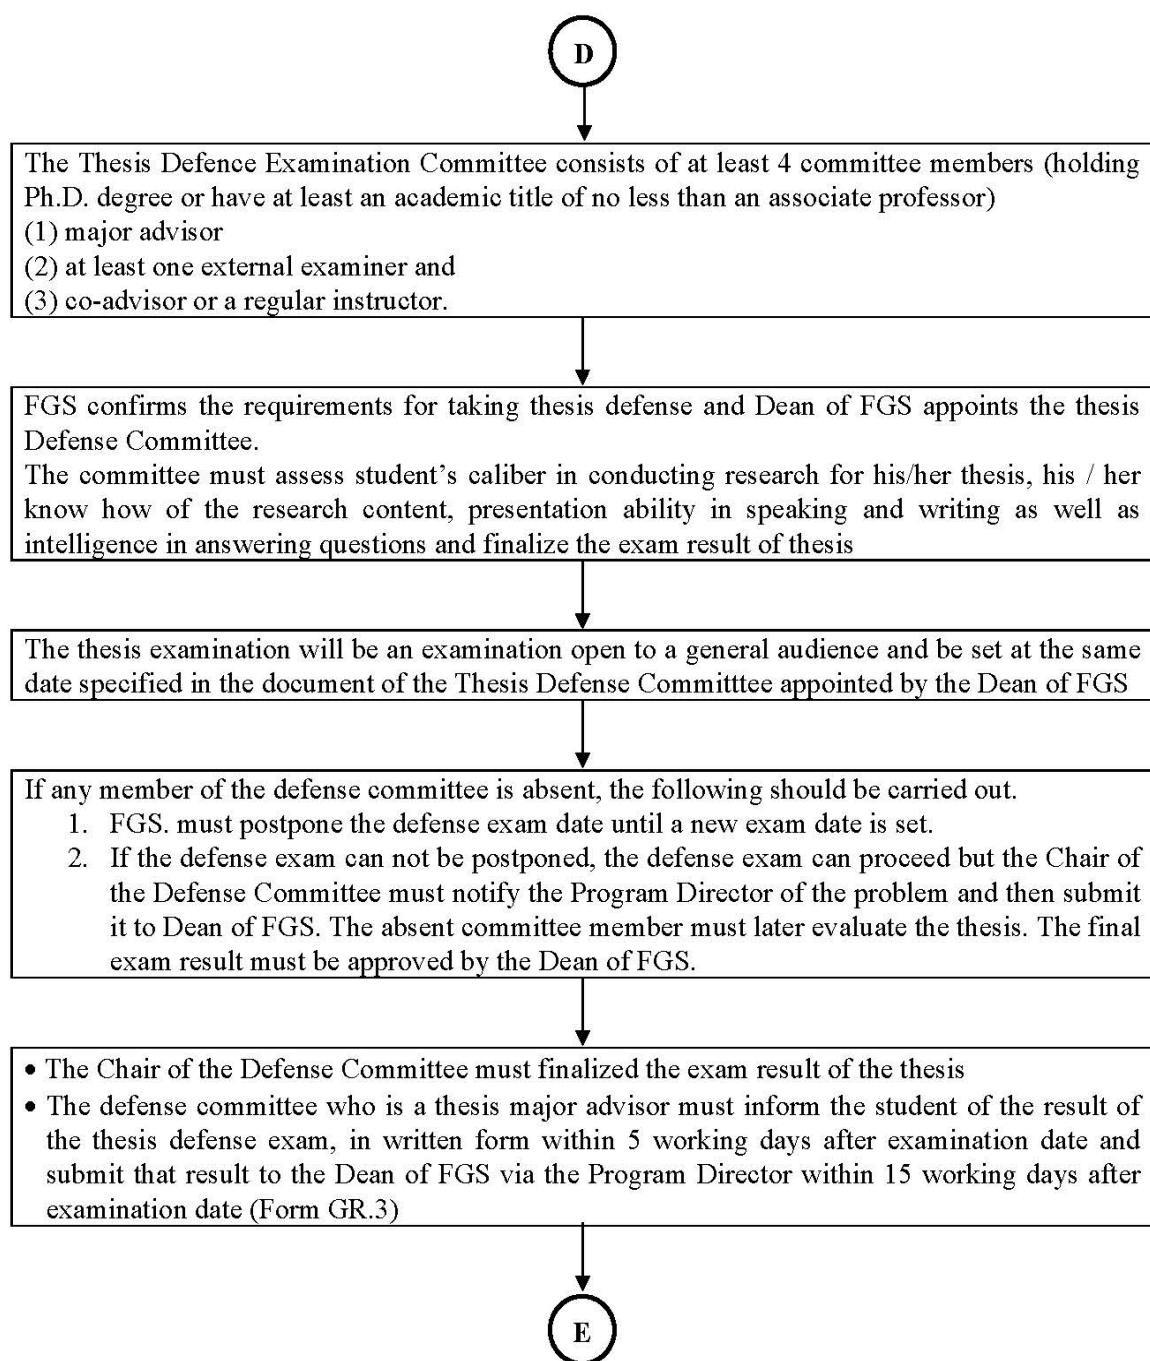 D
The Thesis Defence Examination Committee consists of at least 4 committee members (holding
Ph.D. degree or have at least an academic title of no less than an associate professor)
(1) major advisor
(2) at least one external examiner and
(3) co-advisor or a regular instructor.
FGS confirms the requirements for taking thesis defense and Dean of FGS appoints the thesis
Defense Committee.
The committee must assess student's caliber in conducting research for his/her thesis, his / her
know how of the research content, presentation ability in speaking and writing as well as
intelligence in answering questions and finalize the exam result of thesis
The thesis examination will be an examination open to a general audience and be set at the same
date specified in the document of the Thesis Defense Committtee appointed by the Dean of FGS
If any member of the defense committee is absent, the following should be carried out.
1. FGS. must postpone the defense exam date until a new exam date is set.
2. If the defense exam can not be postponed, the defense exam can proceed but the Chair of
the Defense Committee must notify the Program Director of the problem and then submit
it to Dean of FGS. The absent committee member must later evaluate the thesis. The final
exam result must be approved by the Dean of FGS.
• The Chair of the Defense Committee must finalized the exam result of the thesis
• The defense committee who is a thesis major advisor must inform the student of the result of
the thesis defense exam, in written form within 5 working days after examination date and
submit that result to the Dean of FGS via the Program Director within 15 working days after
examination date (Form GR.3)
E